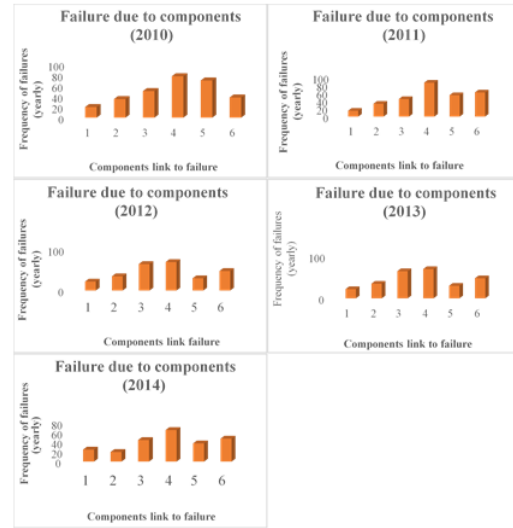 Failure due to components
(2010)
Frequency of failures
(yearly)
100
80
60
40
20
0
1 2 3 4 5 6
Components link to failure
Failure due to components
(2011)
Frequency of failures
(yearly)
100
80
60
40
20
0
1 2 3 4 5 6
Components link to failure
Failure due to components
(2012)
Frequency of failures
(yearly)
100
0
1 2 3 4 5 6
Components link failure
Failure due to components
(2013)
Frequency of failures
(yearly)
100
0
1 2 3 4 5 6
Components link to failure
Failure due to components
(2014)
Frequency of failures
(yearly)
80
60
40
20
0
1 2 3 4 5 6
Components link to failure